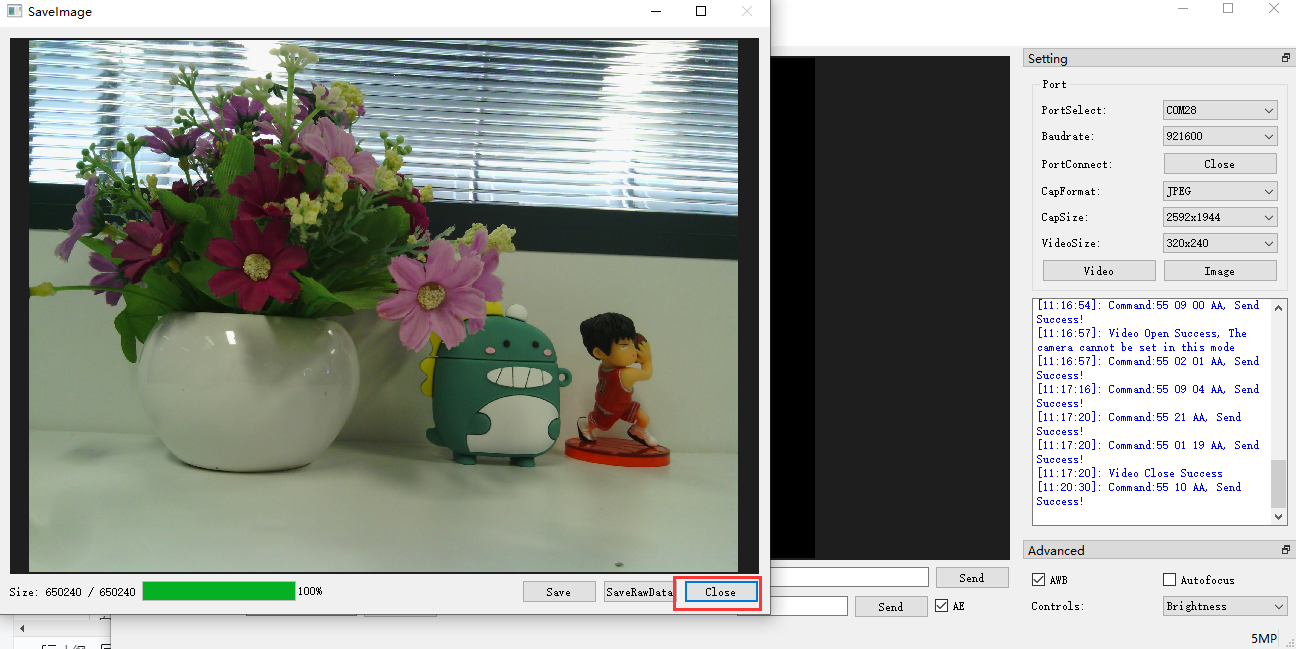 SaveImage
Size: 650240 / 650240
100%
Save
SaveRawData
Close
Send
Send
AE
Setting
Port
PortSelect:
COM28
Baudrate:
921600
PortConnect:
Close
CapFormat:
JPEG
CapSize:
2592x1944
VideoSize:
320x240
Video
Image
[11:16:54]: Command:55 09 00 AA, Send
Success!
[11:16:57]: Video Open Success, The
camera cannot be set in this mode
[11:16:57]: Command:55 02 01 AA, Send
Success!
[11:17:16]: Command:55 09 04 AA, Send
Success!
[11:17:20]: Command:55 21 AA, Send
Success!
[11:17:20]: Command:55 01 19 AA, Send
Success!
[11:17:20]: Video Close Success
[11:20:30]: Command:55 10 AA, Send
Success!
Advanced
AWB
Autofocus
Controls:
Brightness
5MP